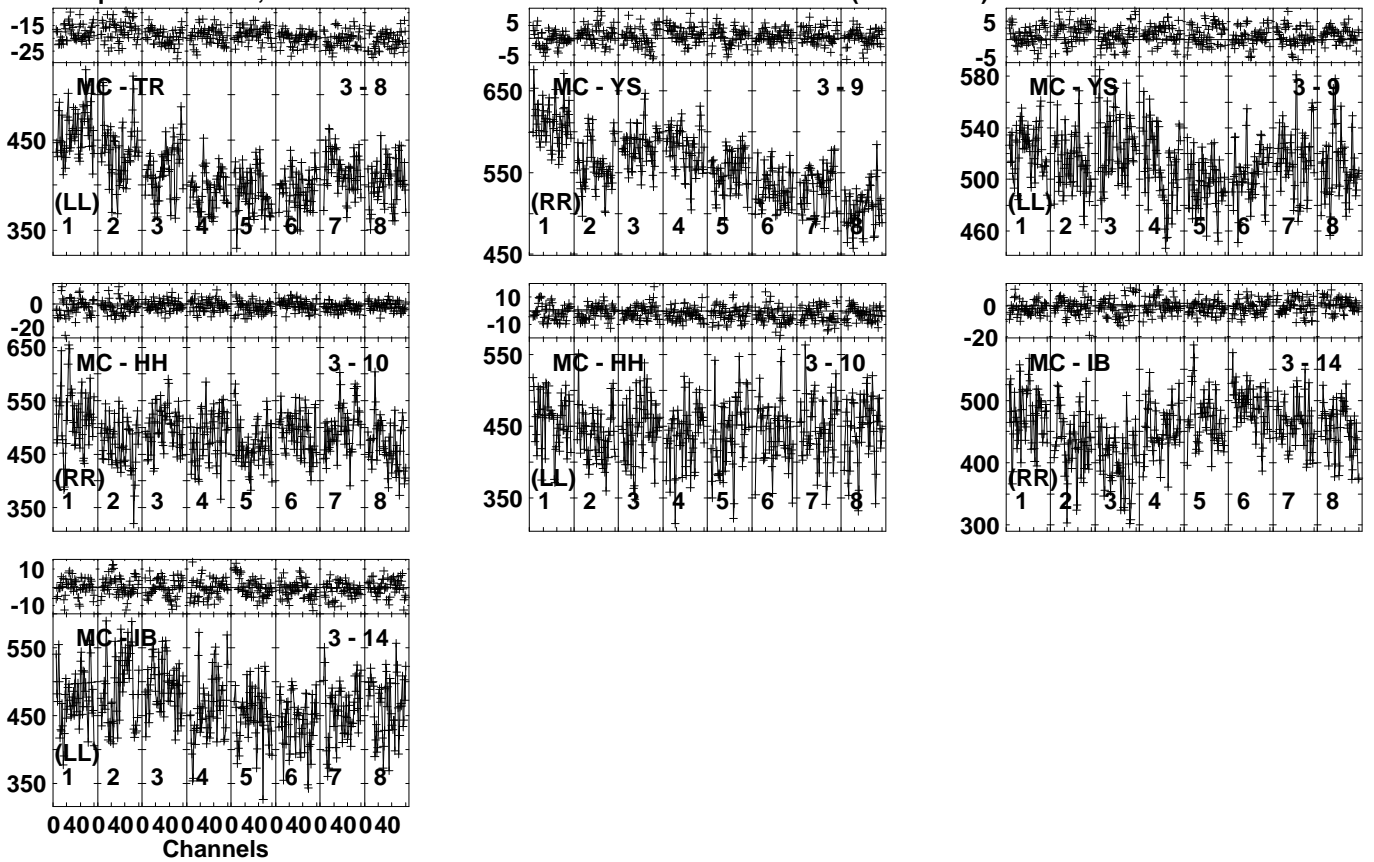 -15
-25
MC - TR 3 - 8
450
(LL)
350
1 2 3 4 5 6 7 8
5
-5
650
MC - YS 3 - 9
550
(RR)
1 2 3 4 5 6 7 8
450
5
-5
580
MC - YS 3 - 9
540
500
(LL)
460
1 2 3 4 5 6 7 8
0
-20
650
MC - HH 3 - 10
550
450
(RR)
350
1 2 3 4 5 6 7 8
10
-10
550
MC - HH 3 - 10
450
(LL)
350
1 2 3 4 5 6 7 8
0
-20
MC - IB 3 - 14
500
400
(RR)
300
1 2 3 4 5 6 7 8
10
-10
550
MC - IB 3 - 14
450
(LL)
350
1 2 3 4 5 6 7 8
0 40 0 40 0 40 0 40 0 40 0 40 0 40 0 40
Channels